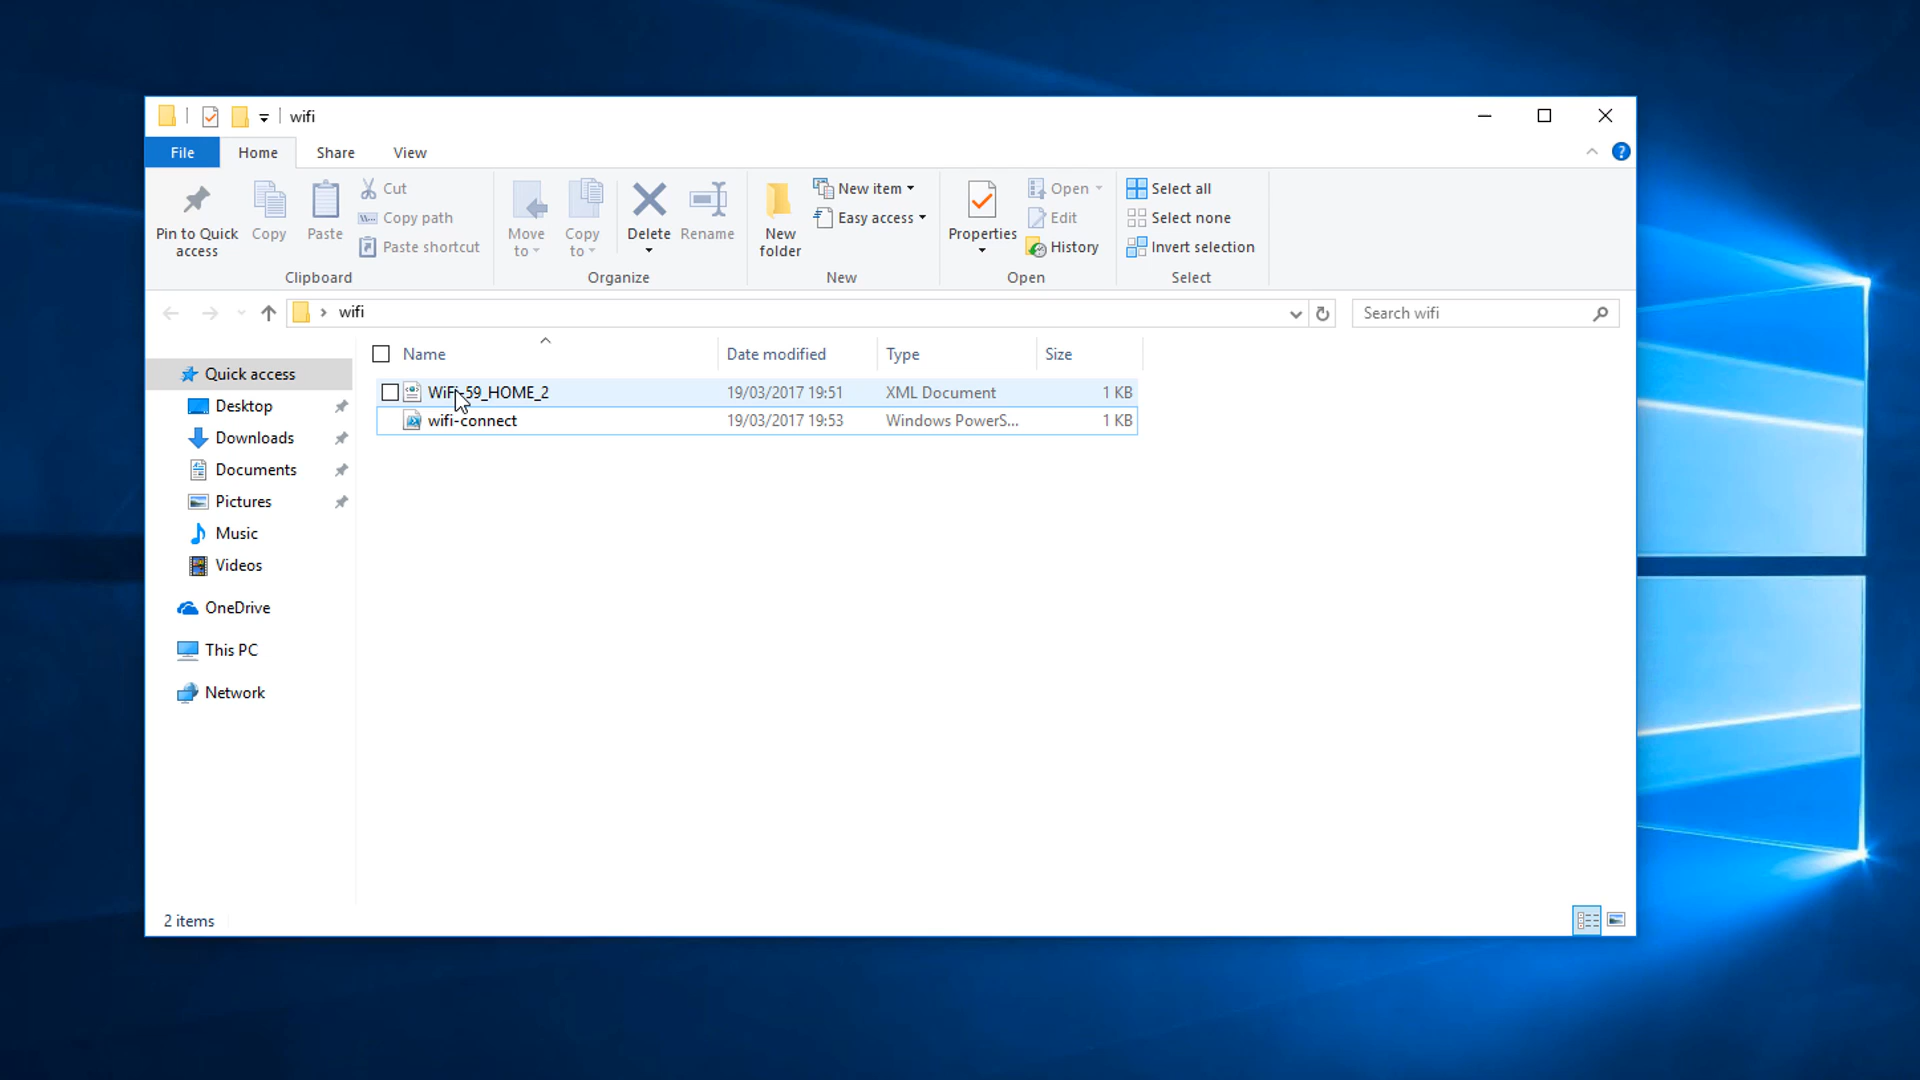 wifi
File Home Share View
Pin to Quick access
Copy
Paste
Cut
Copy path
Paste shortcut
Clipboard
Move to
Copy to
Delete
Rename
Organize
New folder
New item
Easy access
New
Properties
Open
Edit
History
Open
Select all
Select none
Invert selection
Select
wifi
Search wifi
Quick access
Desktop
Downloads
Documents
Pictures
Music
Videos
OneDrive
This PC
Network
Name Date modified Type Size
WiFi-59_HOME_2 19/03/2017 19:51 XML Document 1 KB
wifi-connect 19/03/2017 19:53 Windows PowerS... 1 KB
2 items